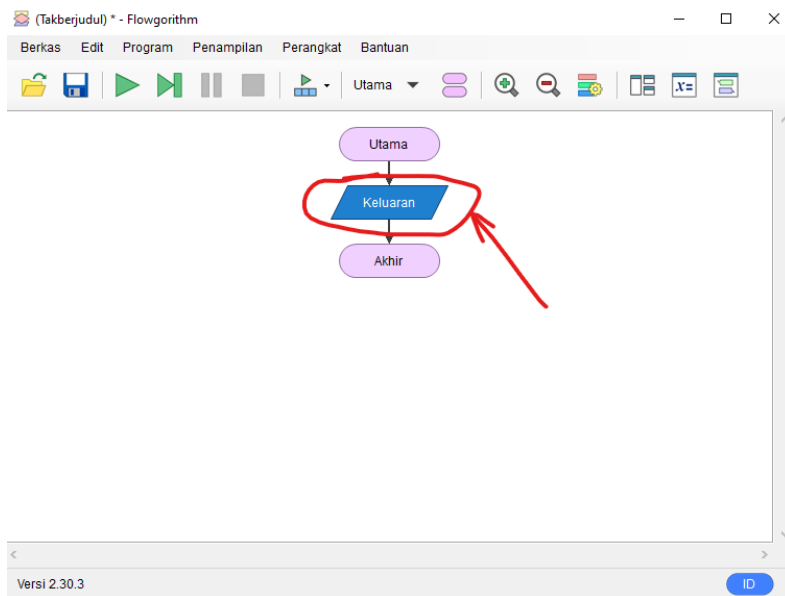 (Takberjudul) * - Flowgorithm
Berkas Edit Program Penampilan Perangkat Bantuan
Utama
x=
Utama
Keluaran
Akhir
Versi 2.30.3
ID